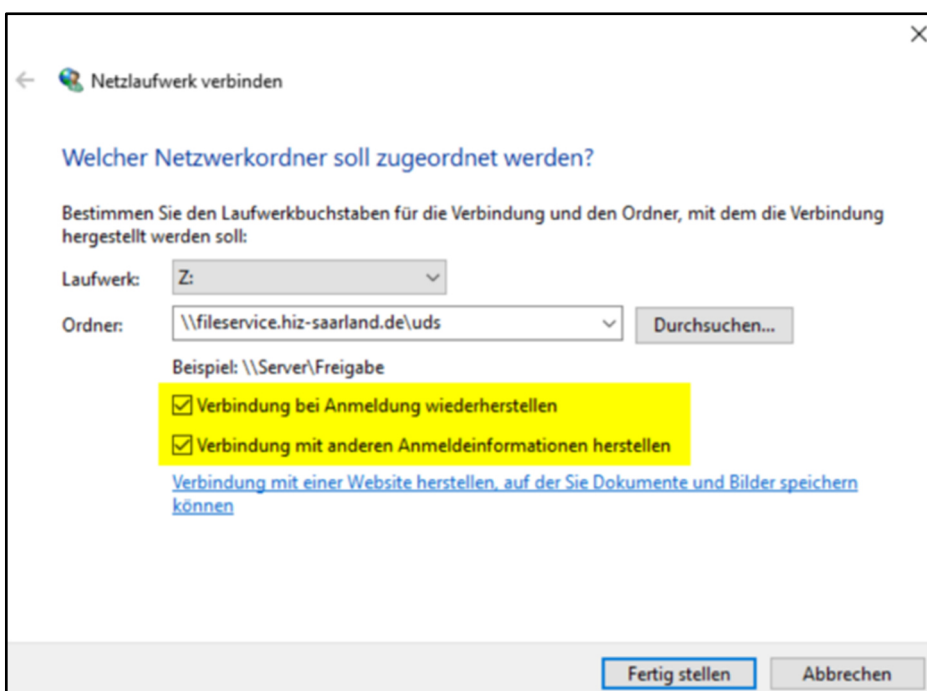 Netzlaufwerk verbinden
Welcher Netzwerkordner soll zugeordnet werden?
Bestimmen Sie den Laufwerkbuchstaben für die Verbindung und den Ordner, mit dem die Verbindung
hergestellt werden soll:
Laufwerk: Z:
Ordner: \\fileservice.hiz-saarland.de\uds Durchsuchen...
Beispiel: \\Server\Freigabe
Verbindung bei Anmeldung wiederherstellen
Verbindung mit anderen Anmeldeinformationen herstellen
Verbindung mit einer Website herstellen, auf der Sie Dokumente und Bilder speichern
können
Fertig stellen Abbrechen